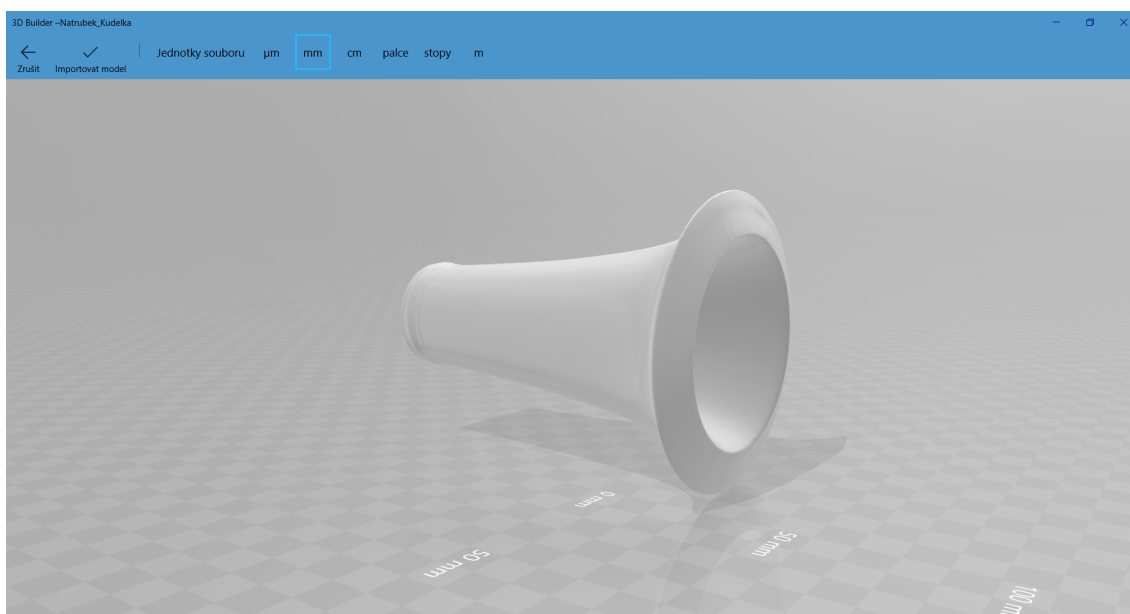 3D Builder –Natrubek_Kudelka
Zrušit
Importovat model
Jednotky souboru µm mm cm palce stopy m
0 mm
50 mm
50 mm
100 m